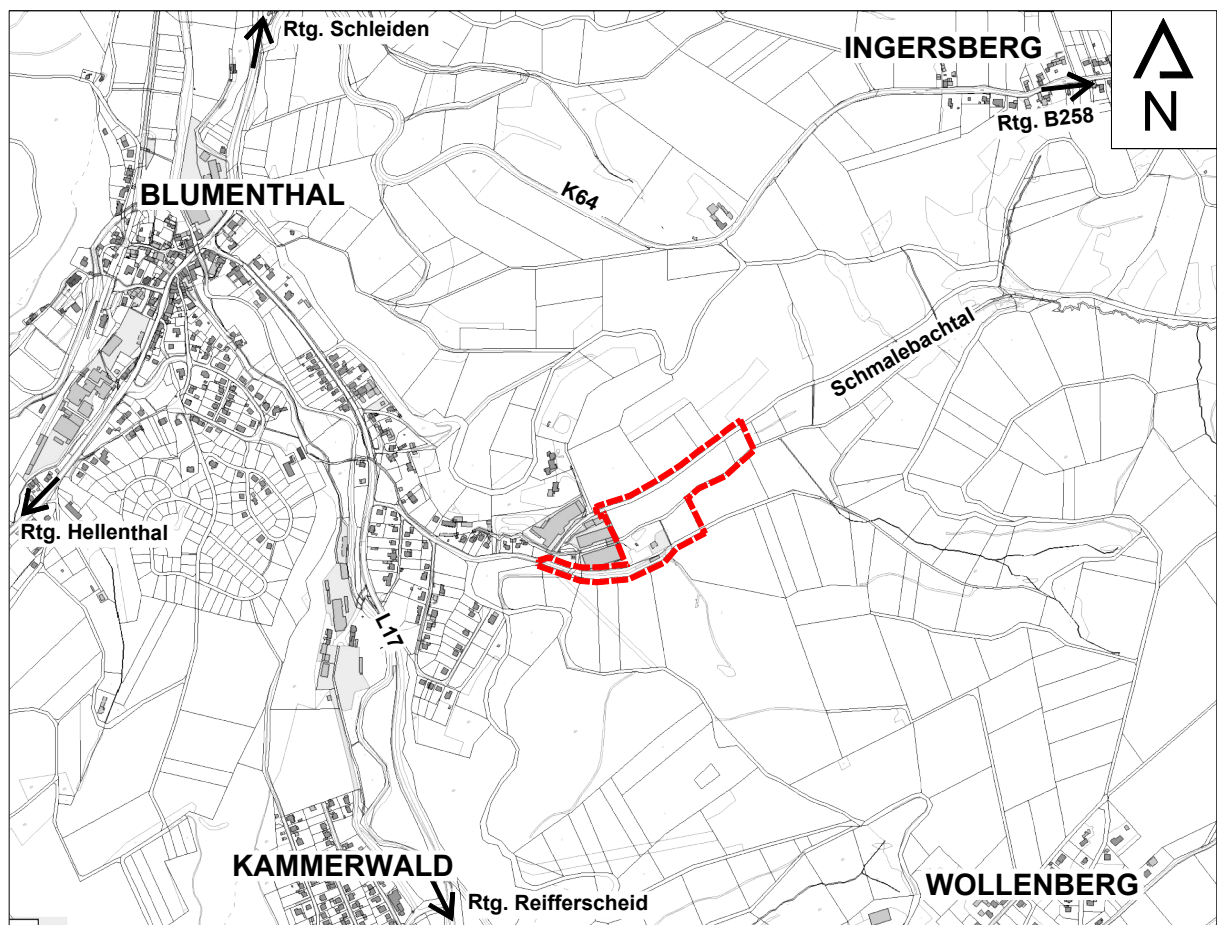 Rtg. Schleiden
INGERSBERG
N
Rtg. B258
BLUMENTHAL
K64
Schmalebachtal
Rtg. Hellenthal
L17
KAMMERWALD
Rtg. Reifferscheid
WOLLENBERG